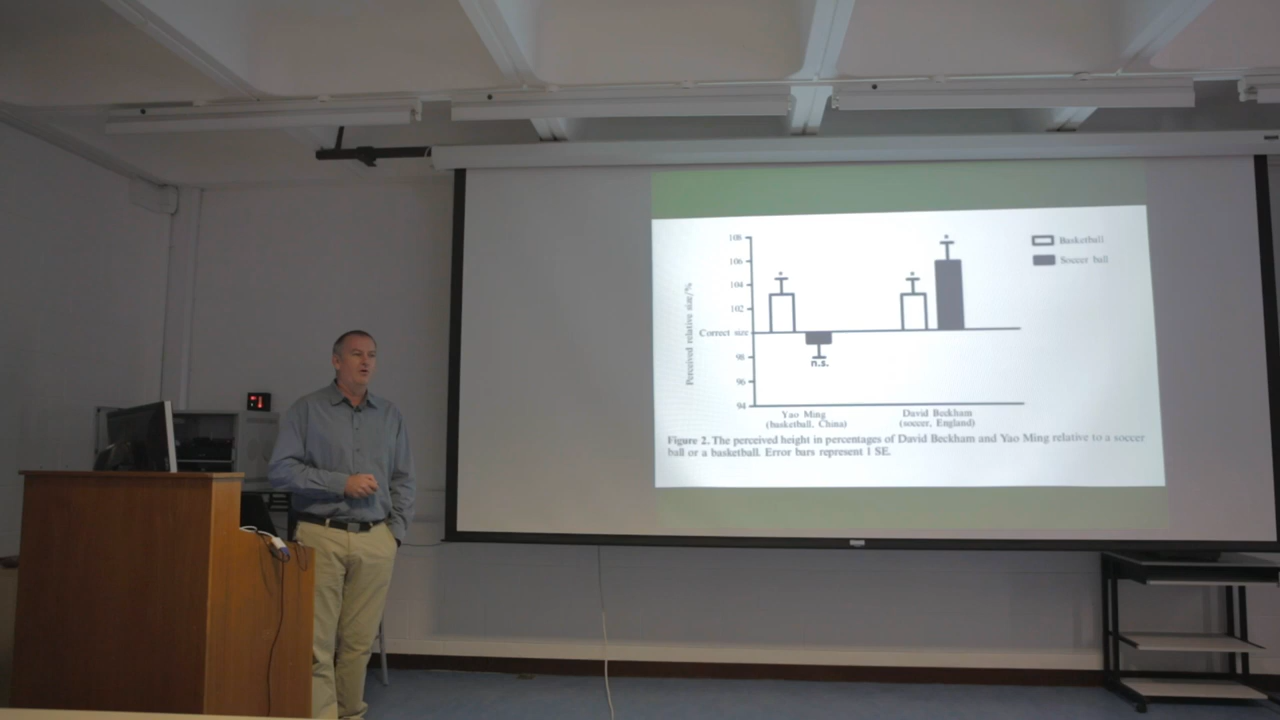 108
106
104
102
Correct size
98
96
94
Perceived relative size/%
Basketball
Soccer ball
n.s.
Yao Ming
(basketball, China)
David Beckham
(soccer, England)
Figure 2. The perceived height in percentages of David Beckham and Yao Ming relative to a soccer
ball or a basketball. Error bars represent 1 SE.